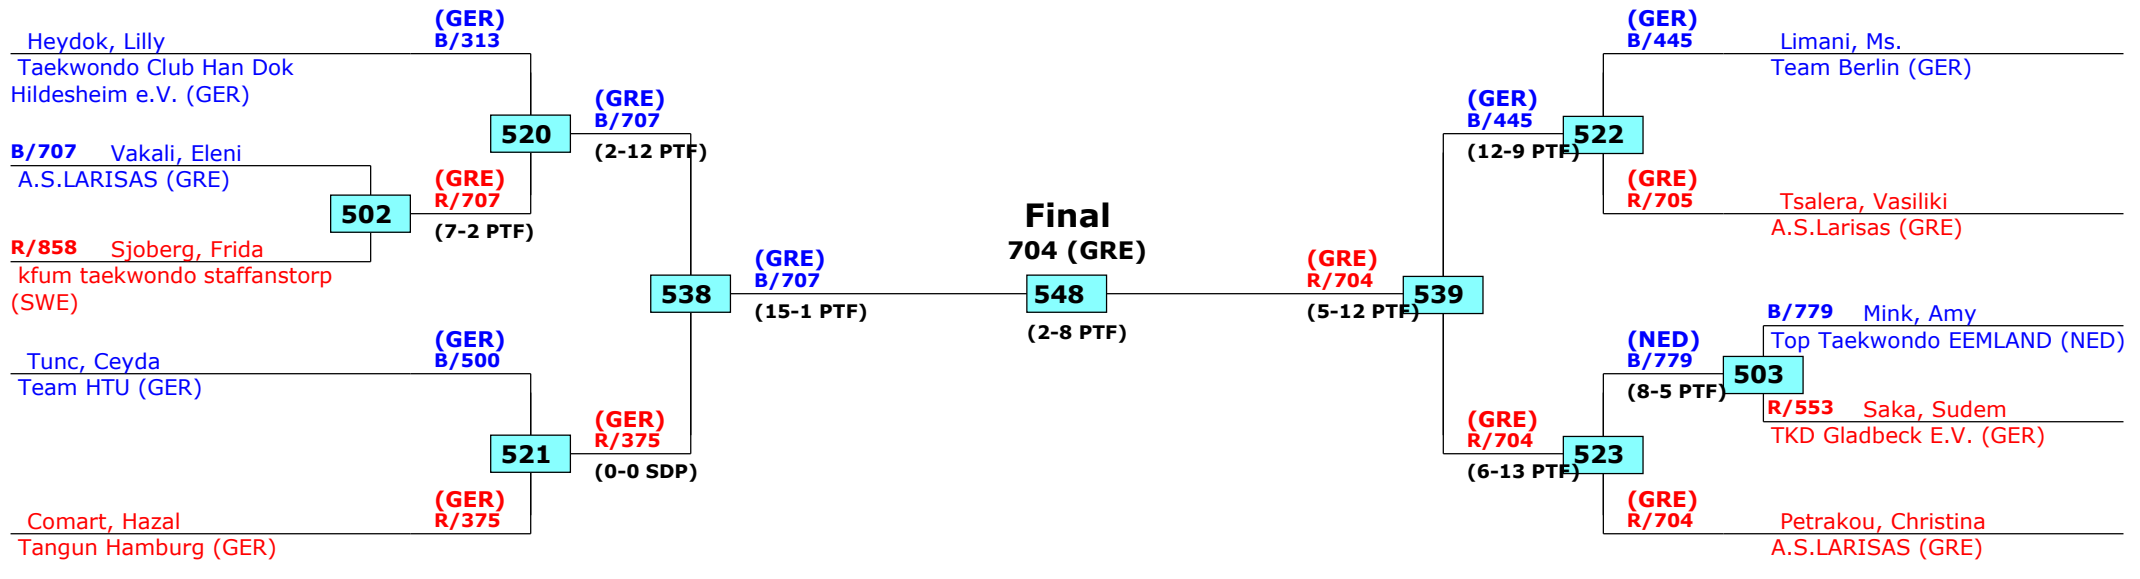 (GER)
B/313
Heydok, Lilly
Taekwondo Club Han Dok
Hildesheim e.V. (GER)
B/707 Vakali, Eleni
A.S.LARISAS (GRE)
502
R/858 Sjoberg, Frida
kfum taekwondo staffanstorp
(SWE)
(GRE)
R/707
(7-2 PTF)
520
(GRE)
B/707
(2-12 PTF)
(GER)
B/500
Tunc, Ceyda
Team HTU (GER)
521
(GER)
R/375
(0-0 SDP)
(GER)
R/375
Comart, Hazal
Tangun Hamburg (GER)
538
(GRE)
B/707
(15-1 PTF)
Final
704 (GRE)
548
(2-8 PTF)
(GRE)
R/704
(5-12 PTF)
539
(GER)
B/445
(12-9 PTF)
522
(GER)
B/445
Limani, Ms.
Team Berlin (GER)
(GRE)
R/705
Tsalera, Vasiliki
A.S.Larisas (GRE)
(GRE)
R/704
(6-13 PTF)
523
(NED)
B/779
(8-5 PTF)
503
B/779 Mink, Amy
Top Taekwondo EEMLAND (NED)
R/553 Saka, Sudem
TKD Gladbeck E.V. (GER)
(GRE)
R/704
Petrakou, Christina
A.S.LARISAS (GRE)